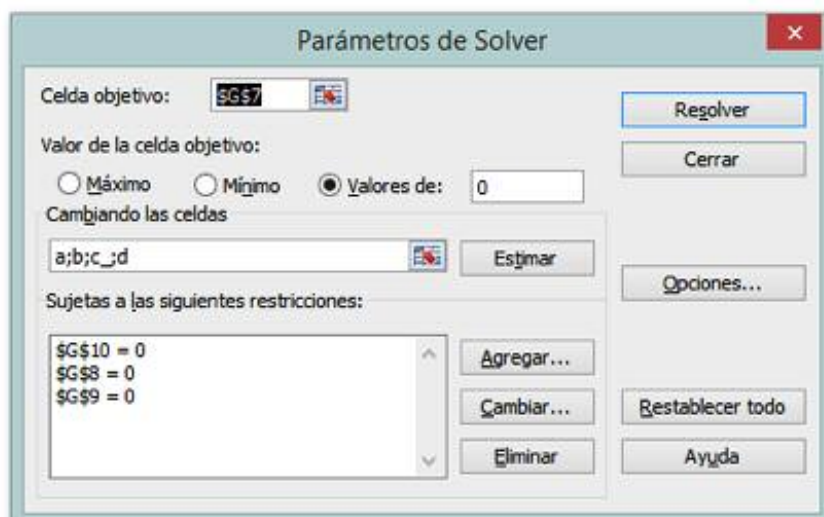 Parámetros de Solver
Celda objetivo: $G$7
Resolver
Valor de la celda objetivo:
Cerrar
Máximo Mínimo Valores de: 0
Cambiando las celdas
a;b;c_;d Estimar
Opciones...
Sujetas a las siguientes restricciones:
$G$10 = 0
$G$8 = 0
$G$9 = 0
Agregar...
Cambiar... Restablecer todo
Eliminar Ayuda